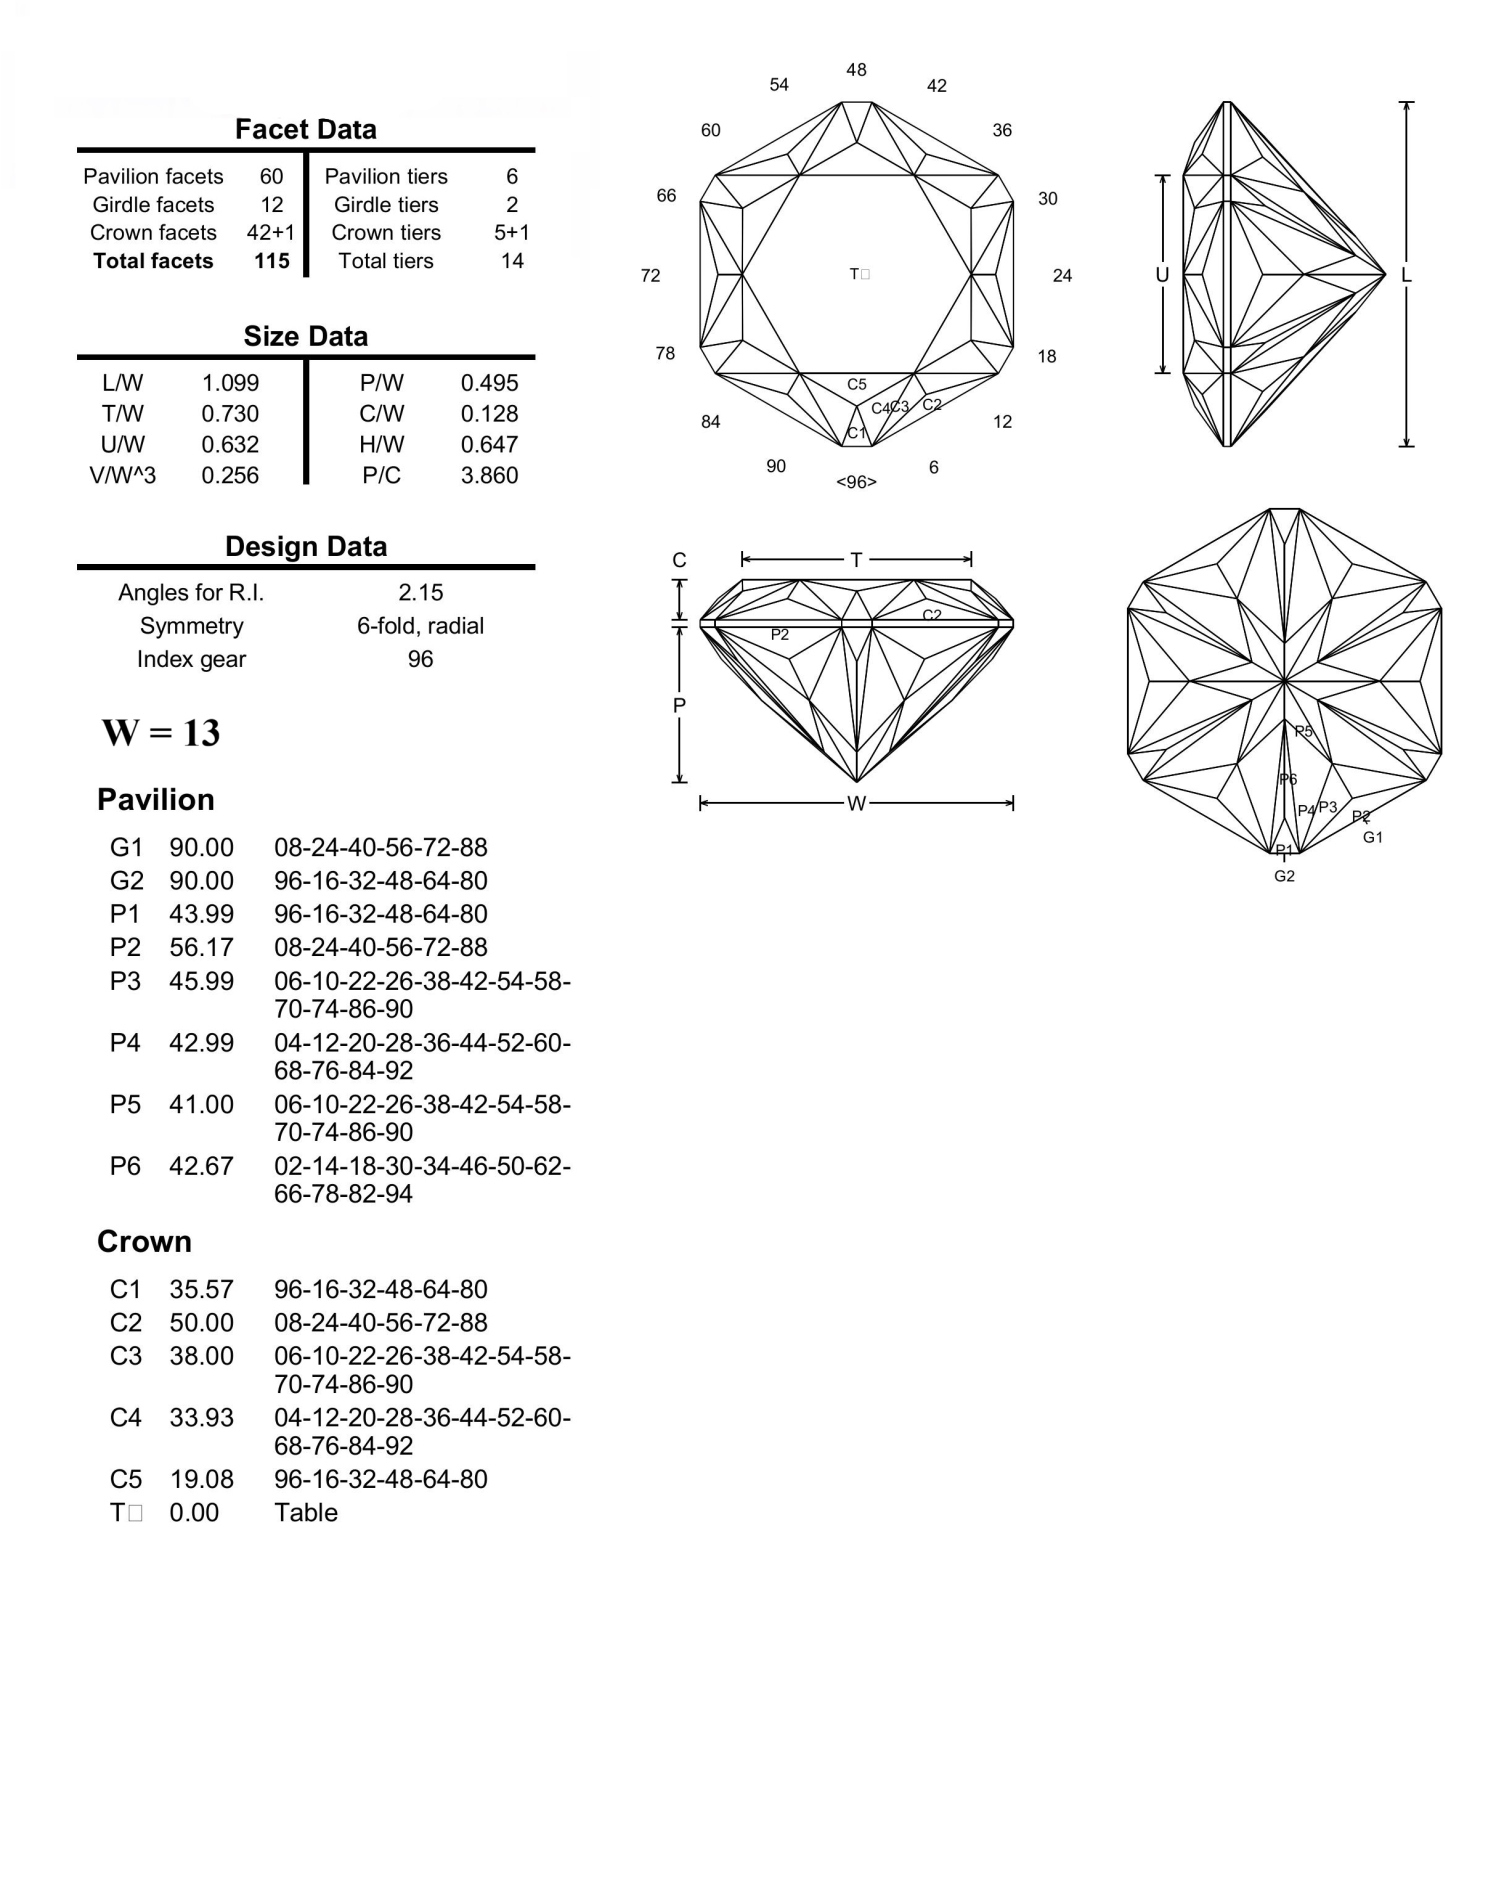 Facet Data
Pavilion facets 60 Pavilion tiers 6
Girdle facets 12 Girdle tiers 2
Crown facets 42+1 Crown tiers 5+1
Total facets 115 Total tiers 14
Size Data
L/W 1.099 P/W 0.495
T/W 0.730 C/W 0.128
U/W 0.632 H/W 0.647
V/W^3 0.256 P/C 3.860
Design Data
Angles for R.I. 2.15
Symmetry 6-fold, radial
Index gear 96
W = 13
Pavilion
G1 90.00 08-24-40-56-72-88
G2 90.00 96-16-32-48-64-80
P1 43.99 96-16-32-48-64-80
P2 56.17 08-24-40-56-72-88
P3 45.99 06-10-22-26-38-42-54-58-
70-74-86-90
P4 42.99 04-12-20-28-36-44-52-60-
68-76-84-92
P5 41.00 06-10-22-26-38-42-54-58-
70-74-86-90
P6 42.67 02-14-18-30-34-46-50-62-
66-78-82-94
Crown
C1 35.57 96-16-32-48-64-80
C2 50.00 08-24-40-56-72-88
C3 38.00 06-10-22-26-38-42-54-58-
70-74-86-90
C4 33.93 04-12-20-28-36-44-52-60-
68-76-84-92
C5 19.08 96-16-32-48-64-80
T□ 0.00 Table
48
54 42
60 36
66 30
72 T□ 24
78 18
C5
C4 C3 C2
84 C1 12
90 6
<96>
U L
C T
C2
P2
P
W
P5
P6
P4 P3 P2
G1
P1
G2